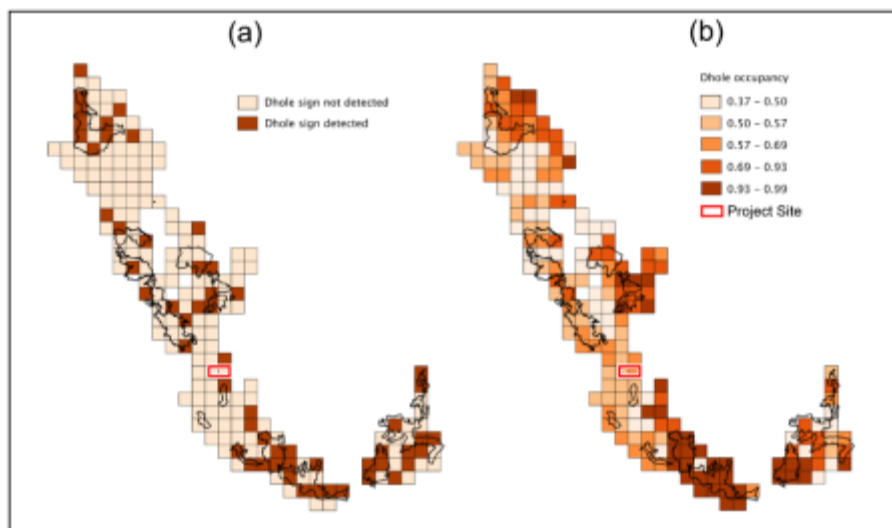 (a)
Dhole sign not detected
Dhole sign detected
(b)
Dhole occupancy
0.37 – 0.50
0.50 – 0.57
0.57 – 0.69
0.69 – 0.93
0.93 – 0.99
Project Site